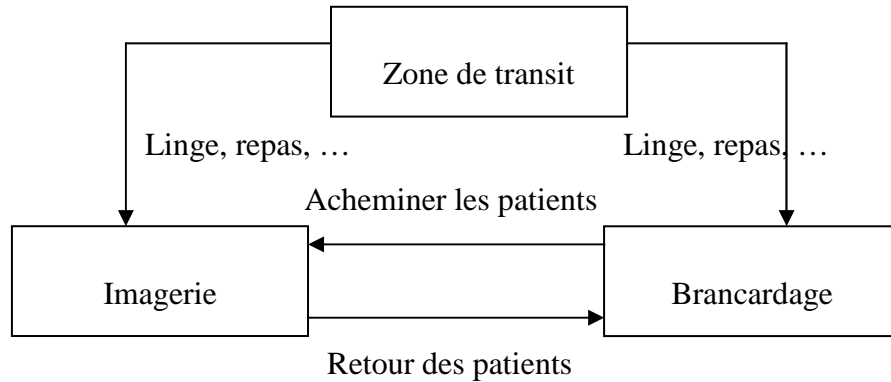 Zone de transit
Linge, repas, …
Linge, repas, …
Acheminer les patients
Imagerie
Brancardage
Retour des patients